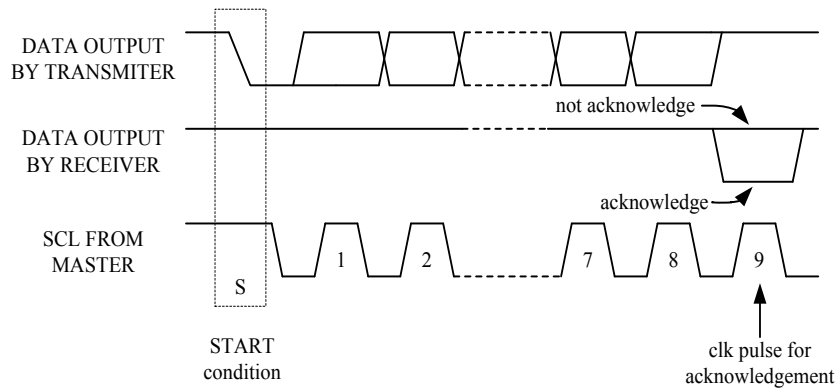 DATA OUTPUT
BY TRANSMITER
not acknowledge
DATA OUTPUT
BY RECEIVER
acknowledge
SCL FROM
MASTER
1 2 7 8 9
S
START
condition
clk pulse for
acknowledgement